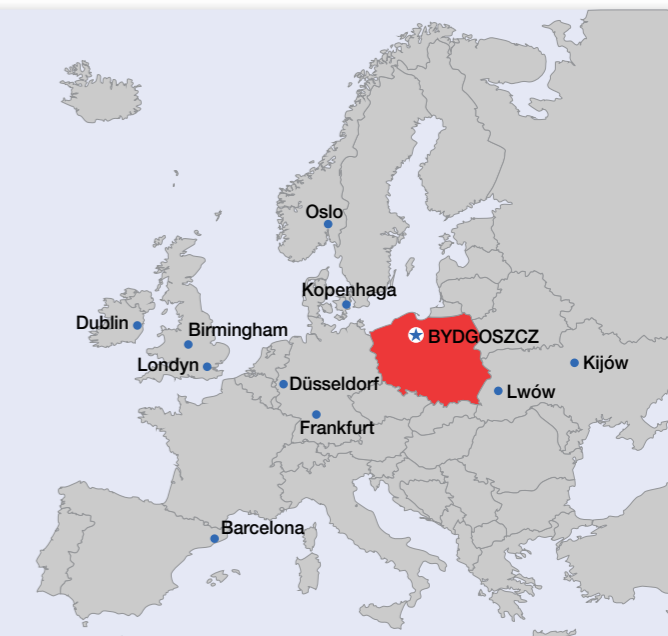 Oslo
Kopenhaga
Dublin
Birmingham
BYDGOSZCZ
Londyn
Kijów
Düsseldorf
Lwów
Frankfurt
Barcelona